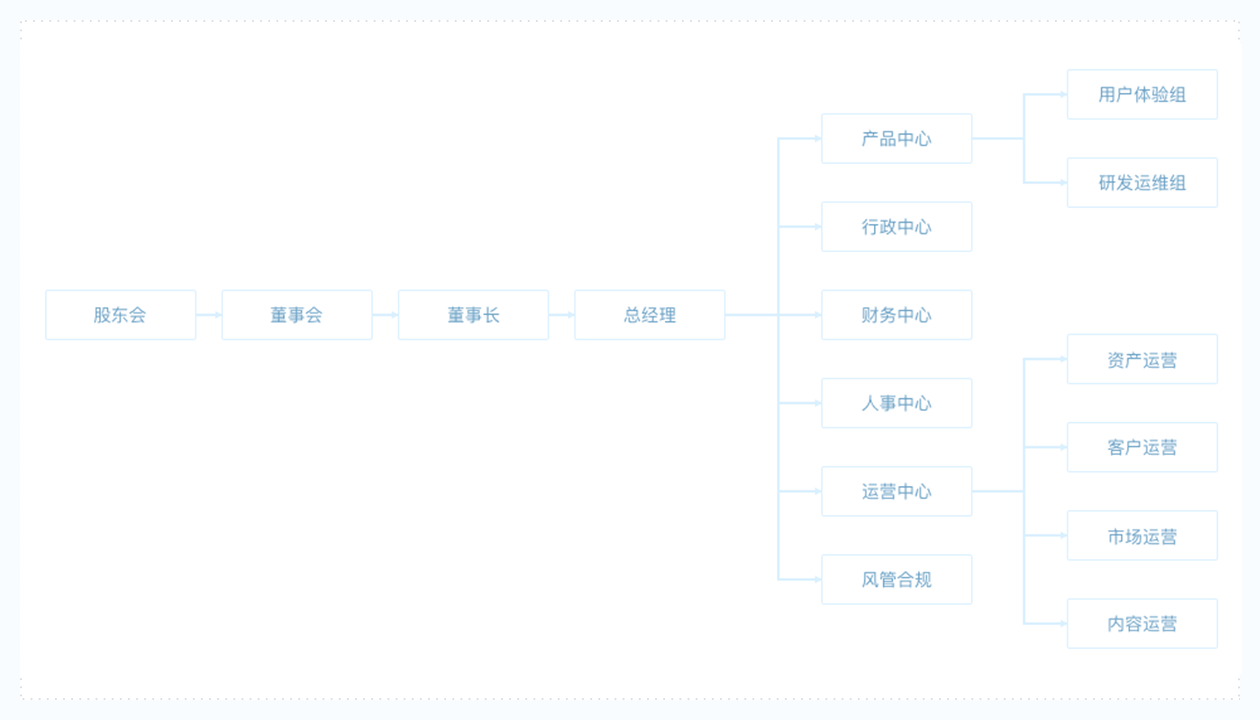 股东会
董事会
董事长
总经理
产品中心
行政中心
财务中心
人事中心
运营中心
风管合规
用户体验组
研发运维组
资产运营
客户运营
市场运营
内容运营